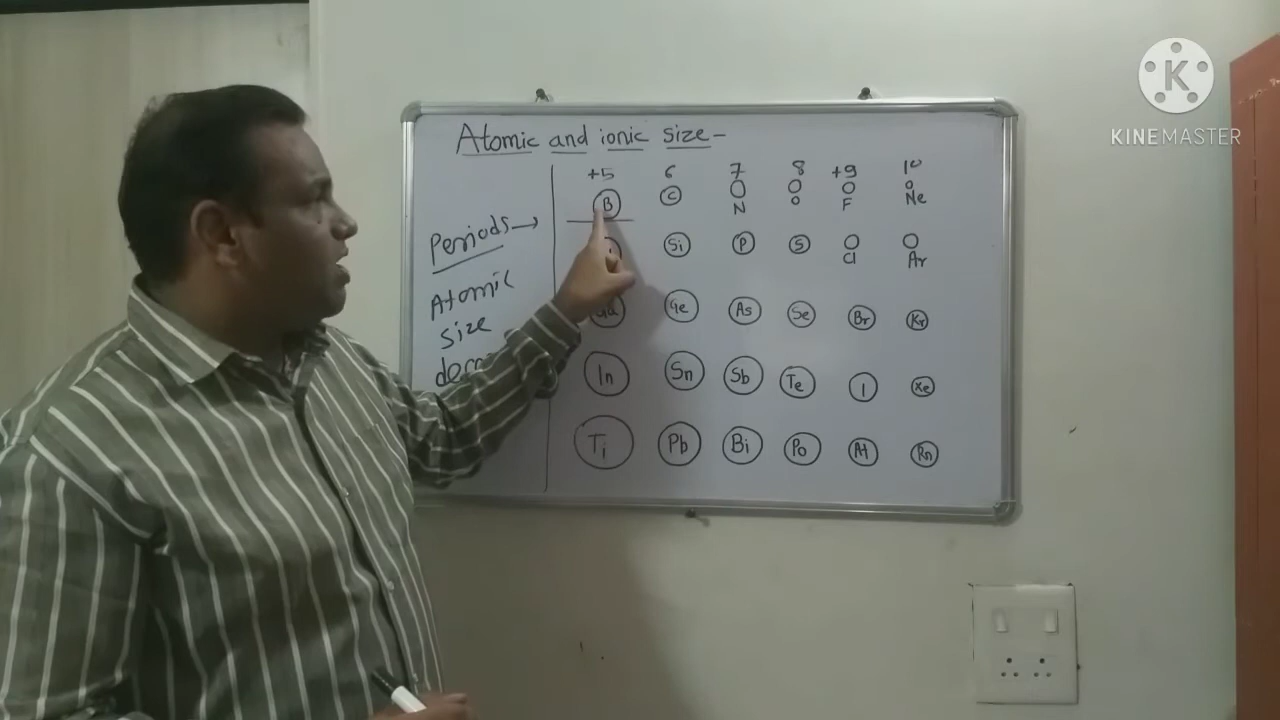 Atomic and ionic size -
+5 6 7 8 +9 10
B C N O F Ne
Periods →
Si P S Cl Ar
Atomic
size
Ga Ge As Se Br Kr
In Sn Sb Te I Xe
Ti Pb Bi Po At Rn
K
KINEMASTER